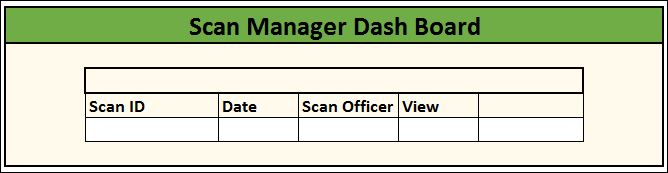 Scan Manager Dash Board
Scan ID Date Scan Officer View